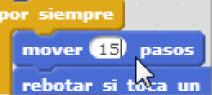 por siempre
mover 15 pasos
rebotar si toca un